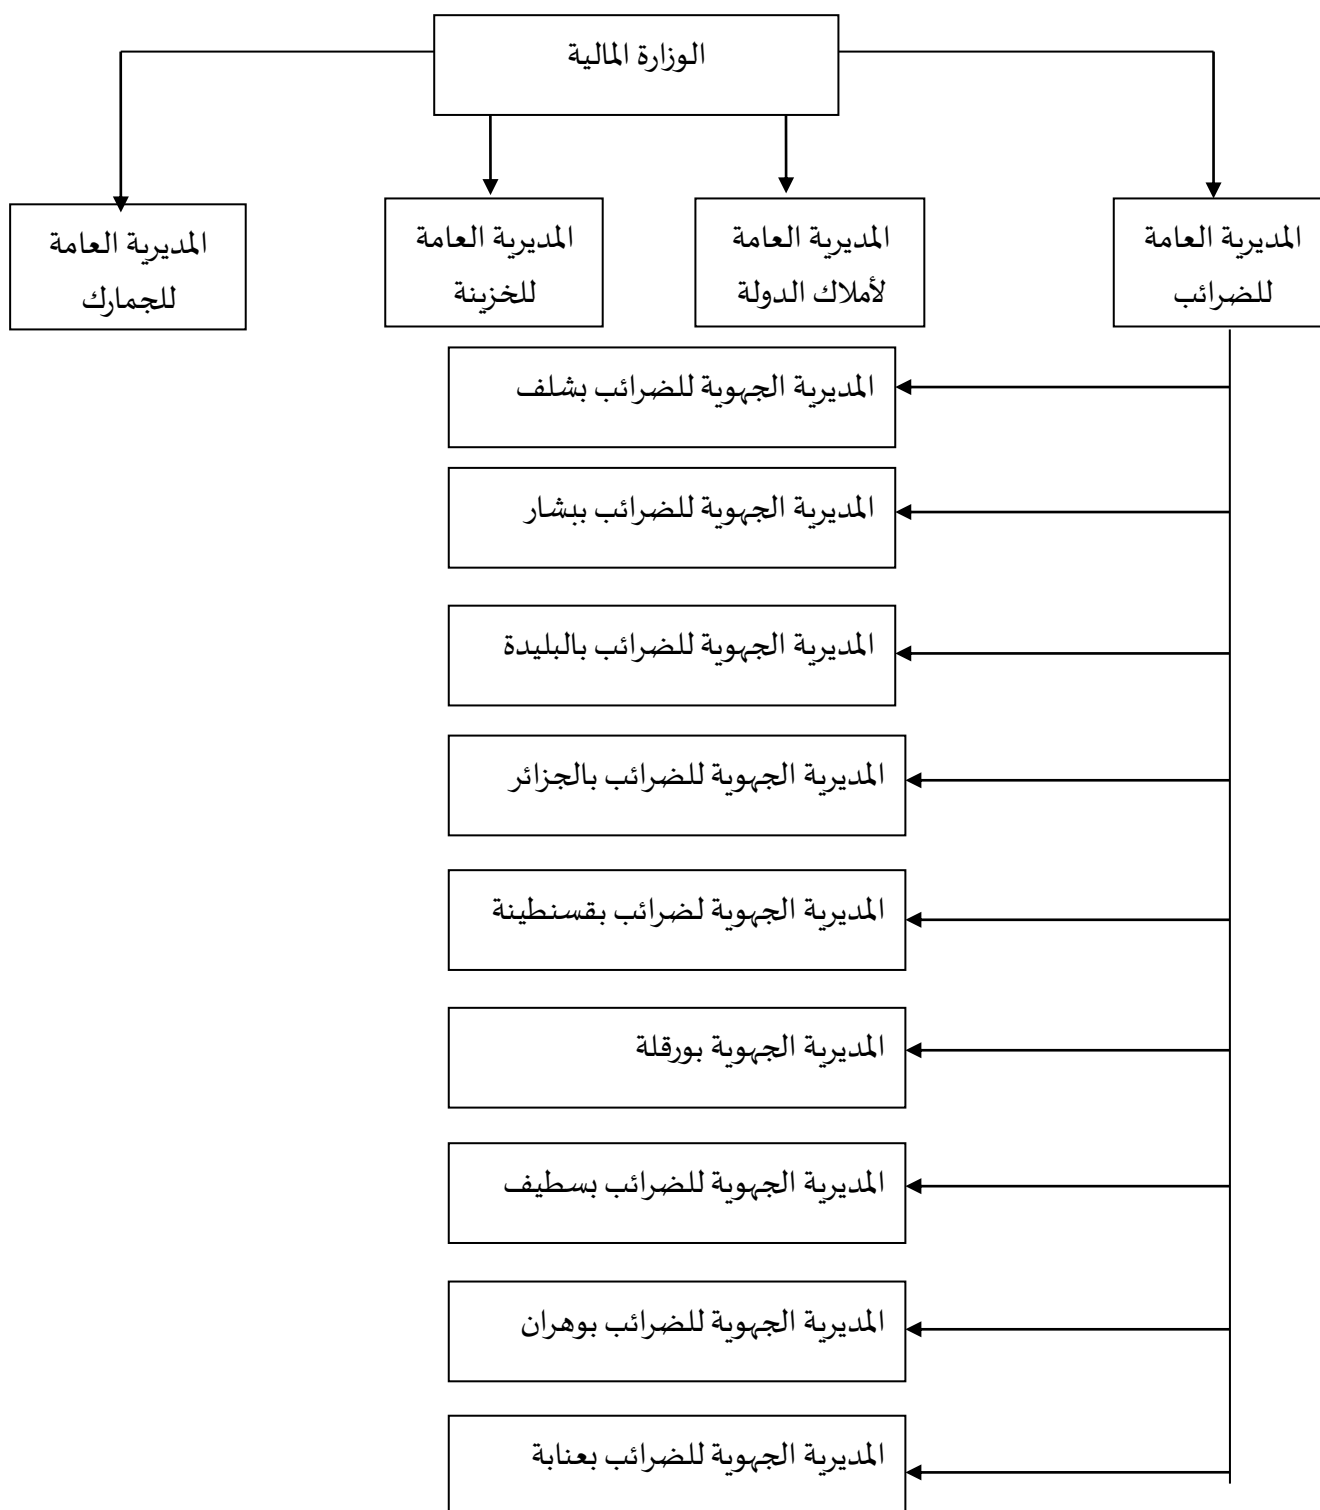 الوزارة المالية
المديرية العامة
للضرائب
المديرية العامة
لأملاك الدولة
المديرية العامة
للخزينة
المديرية العامة
للجمارك
المديرية الجهوية للضرائب بشلف
المديرية الجهوية للضرائب ببشار
المديرية الجهوية للضرائب بالبليدة
المديرية الجهوية للضرائب بالجزائر
المديرية الجهوية لضرائب بقسنطينة
المديرية الجهوية بورقلة
المديرية الجهوية للضرائب بسطيف
المديرية الجهوية للضرائب بوهران
المديرية الجهوية للضرائب بعنابة